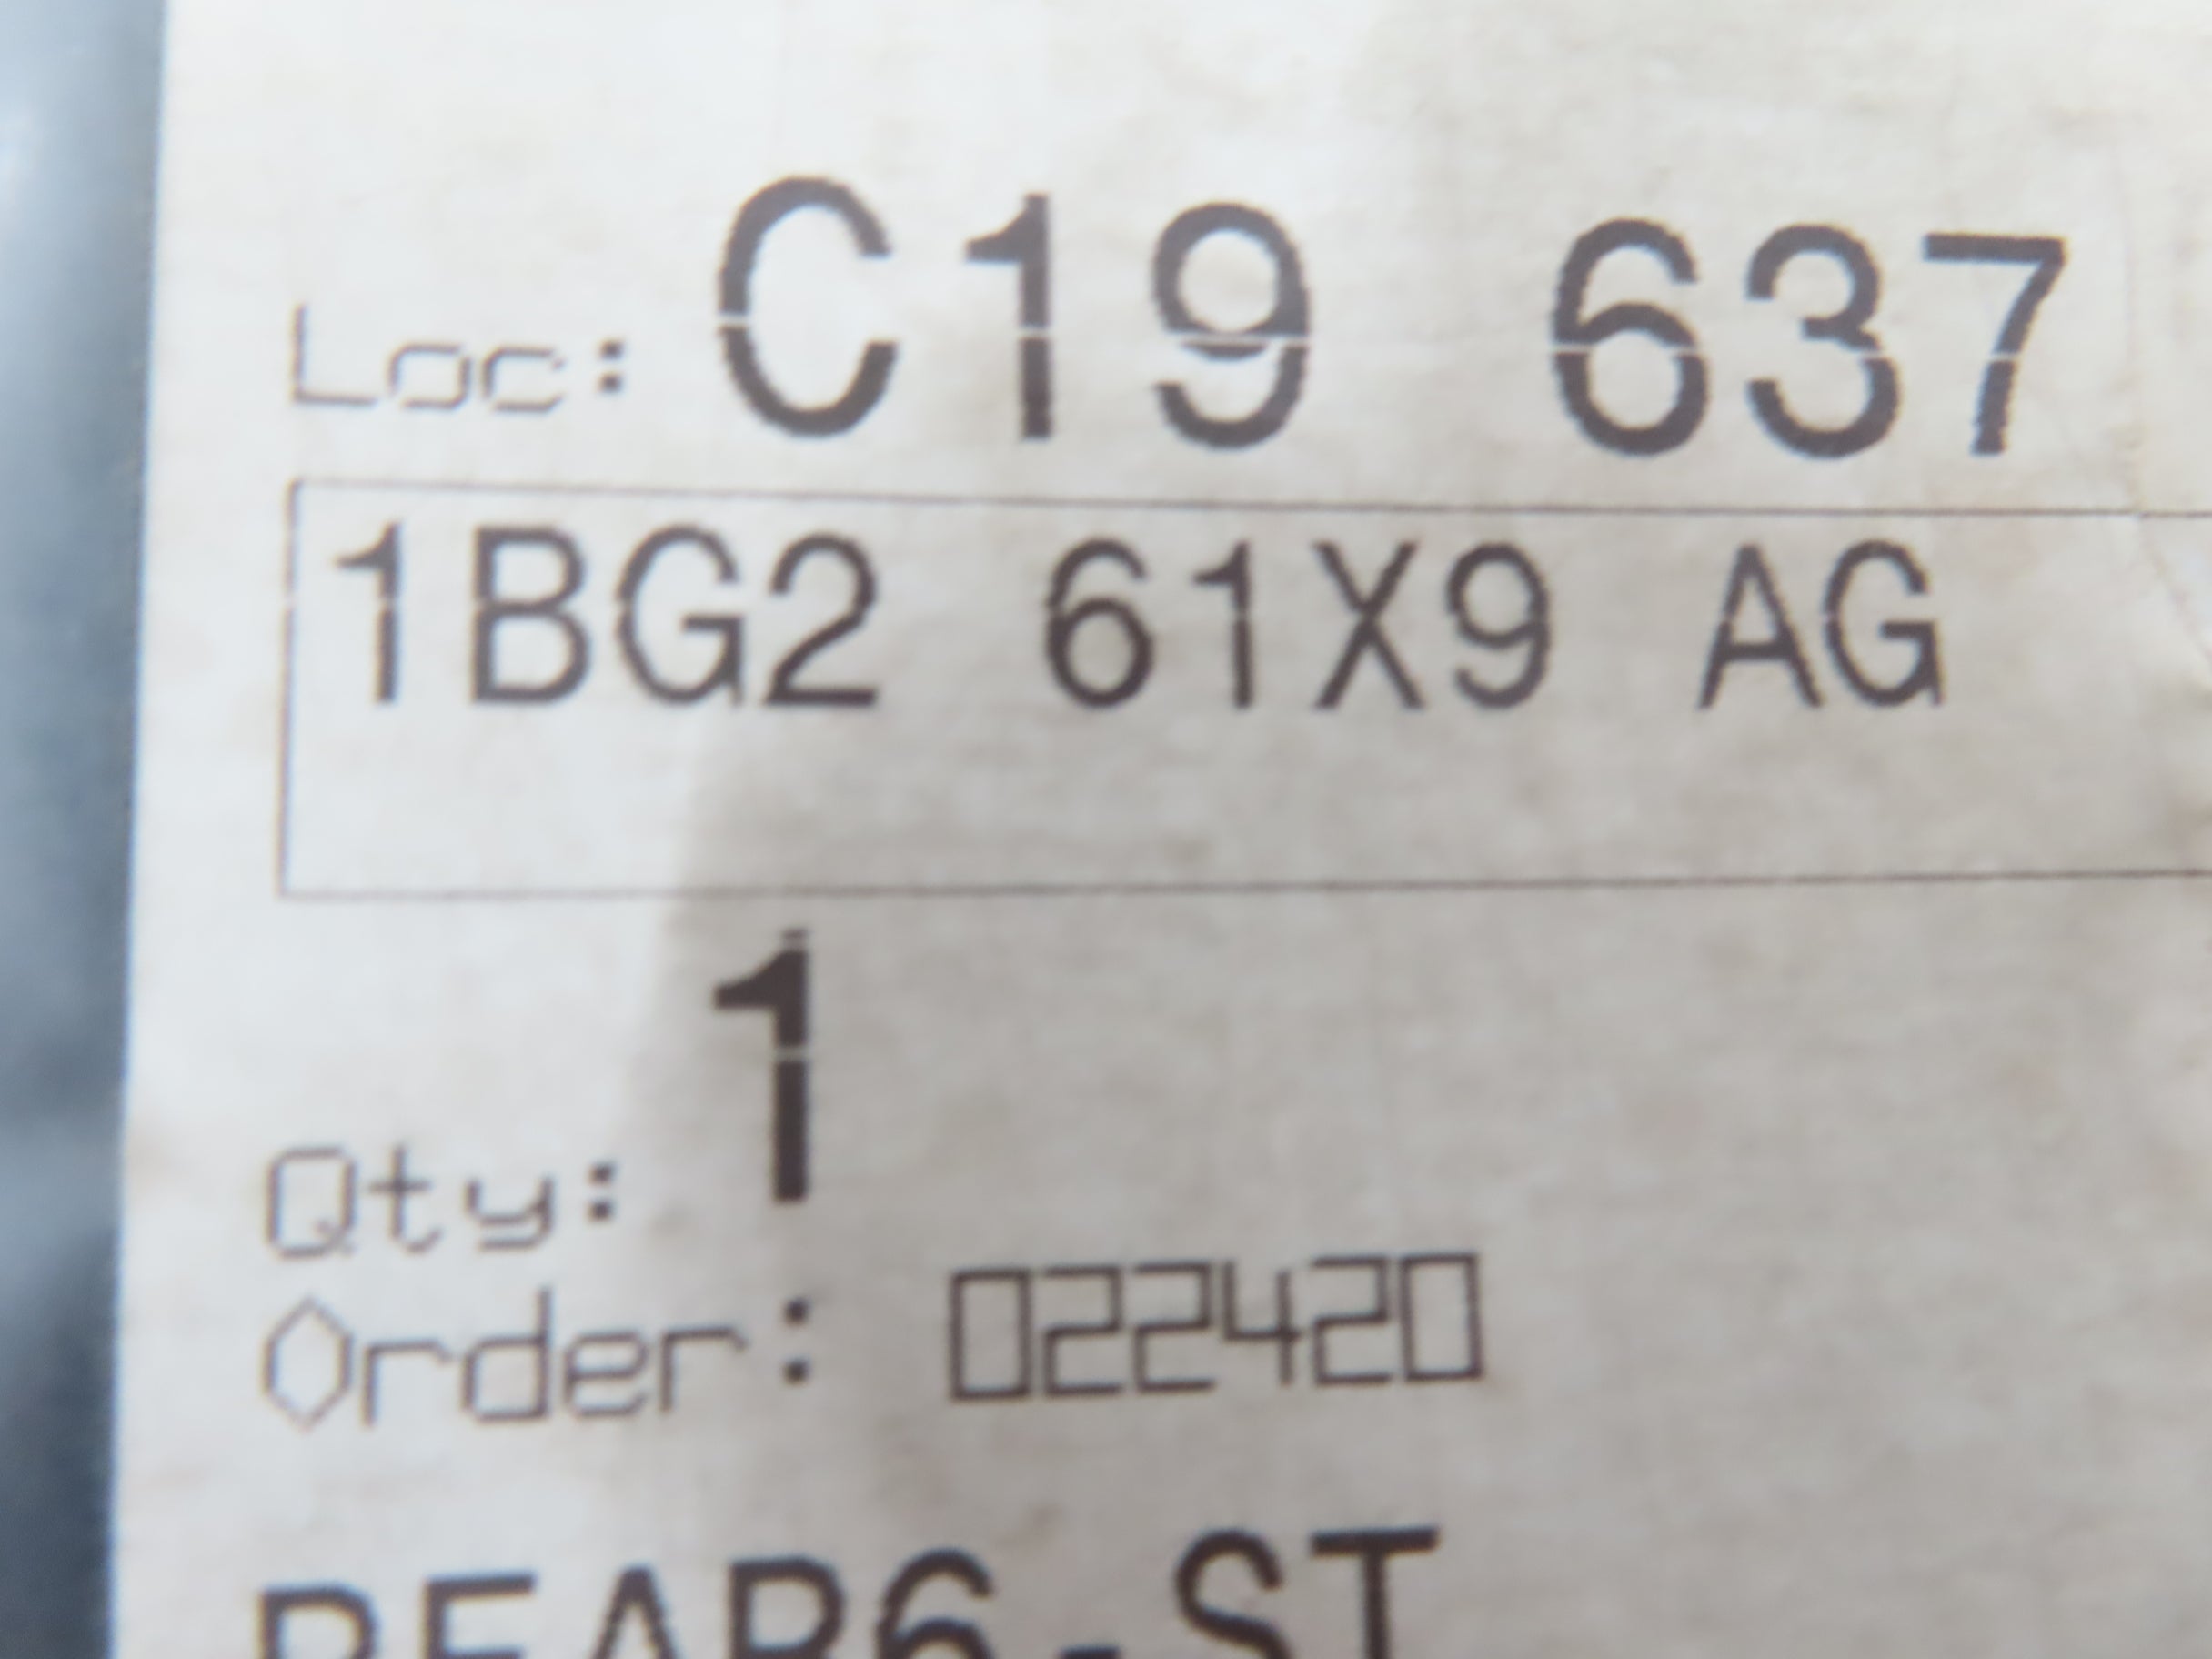 Loc: C19 637
1BG2 61X9 AG
Qty: 1
Order: 022420